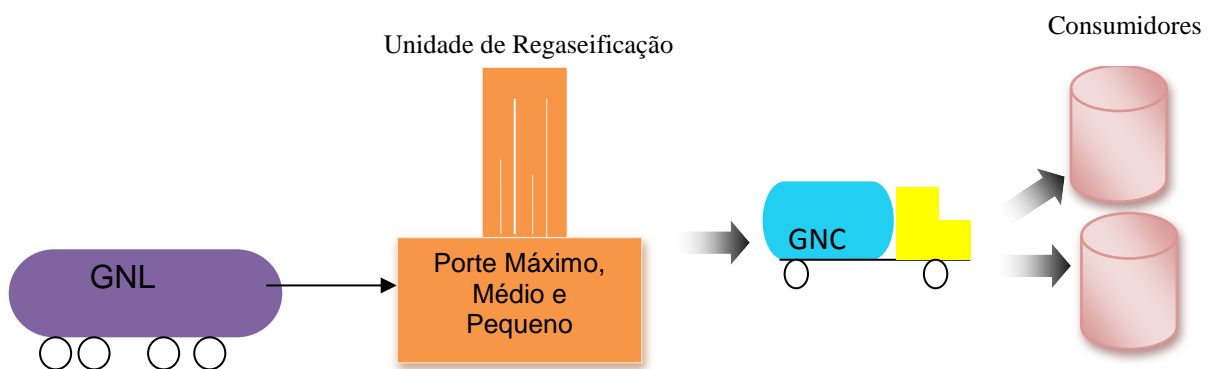 Consumidores
Unidade de Regaseificação
GNL
Porte Máximo,
Médio e
Pequeno
GNC